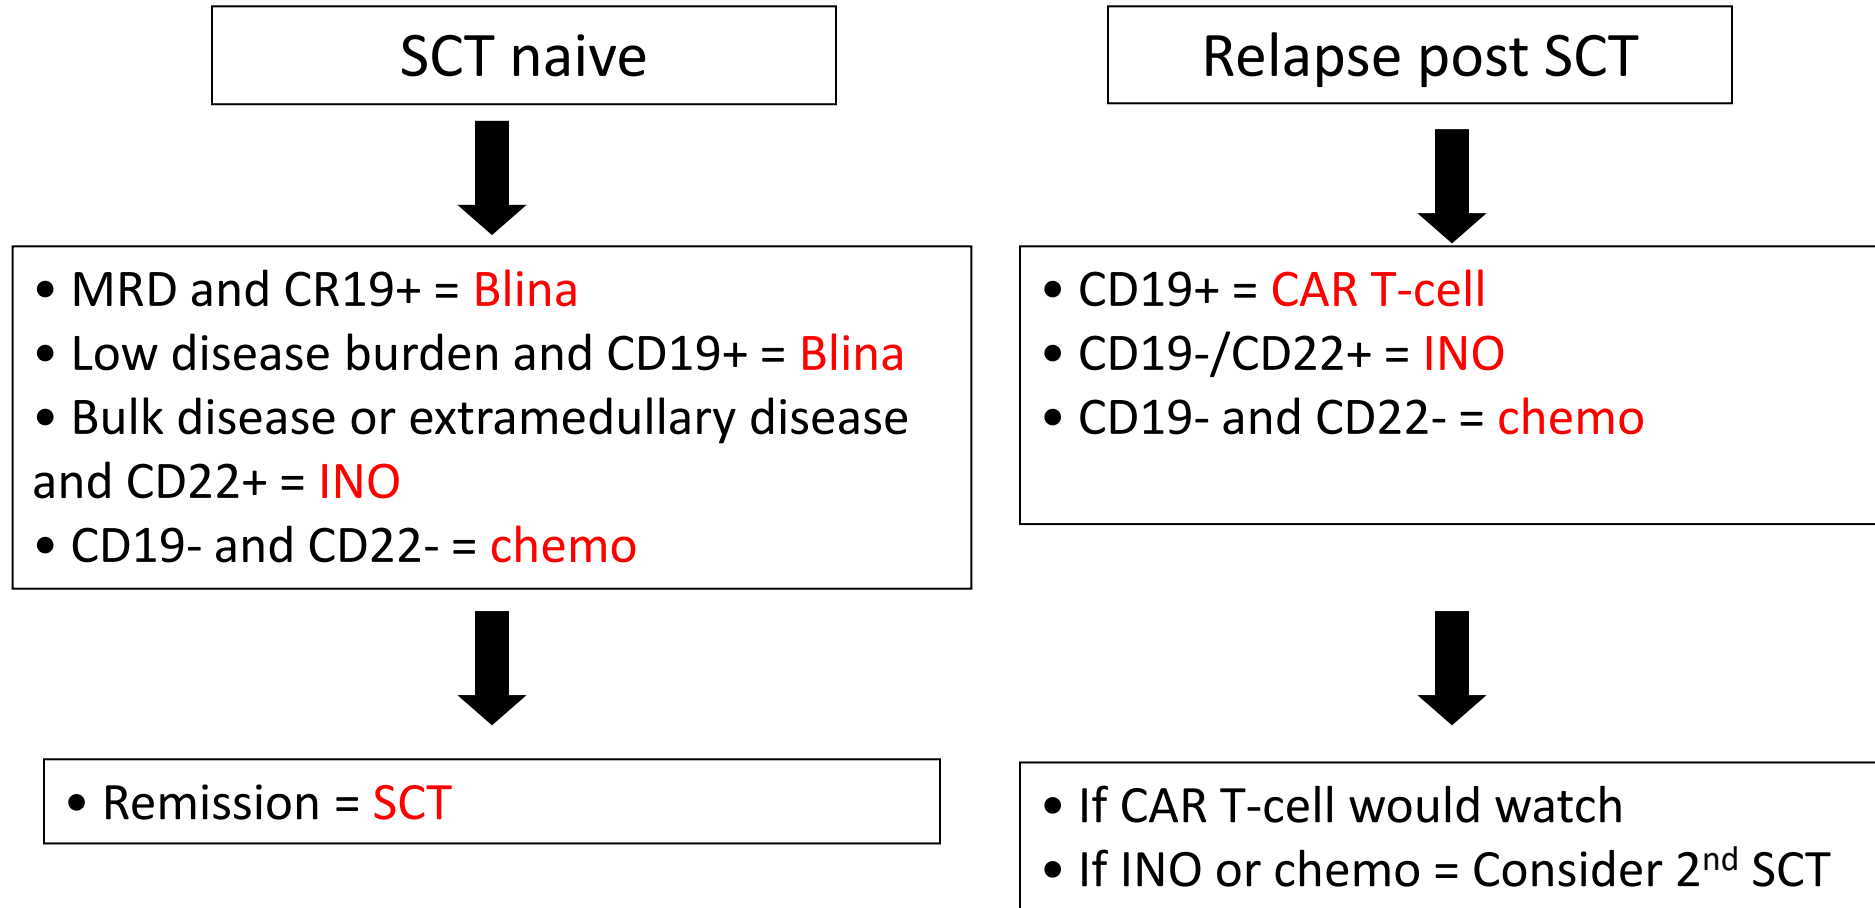 SCT naive
• MRD and CR19+ = Blina
• Low disease burden and CD19+ = Blina
• Bulk disease or extramedullary disease
and CD22+ = INO
• CD19- and CD22- = chemo
• Remission = SCT
Relapse post SCT
• CD19+ = CAR T-cell
• CD19-/CD22+ = INO
• CD19- and CD22- = chemo
• If CAR T-cell would watch
• If INO or chemo = Consider 2nd SCT